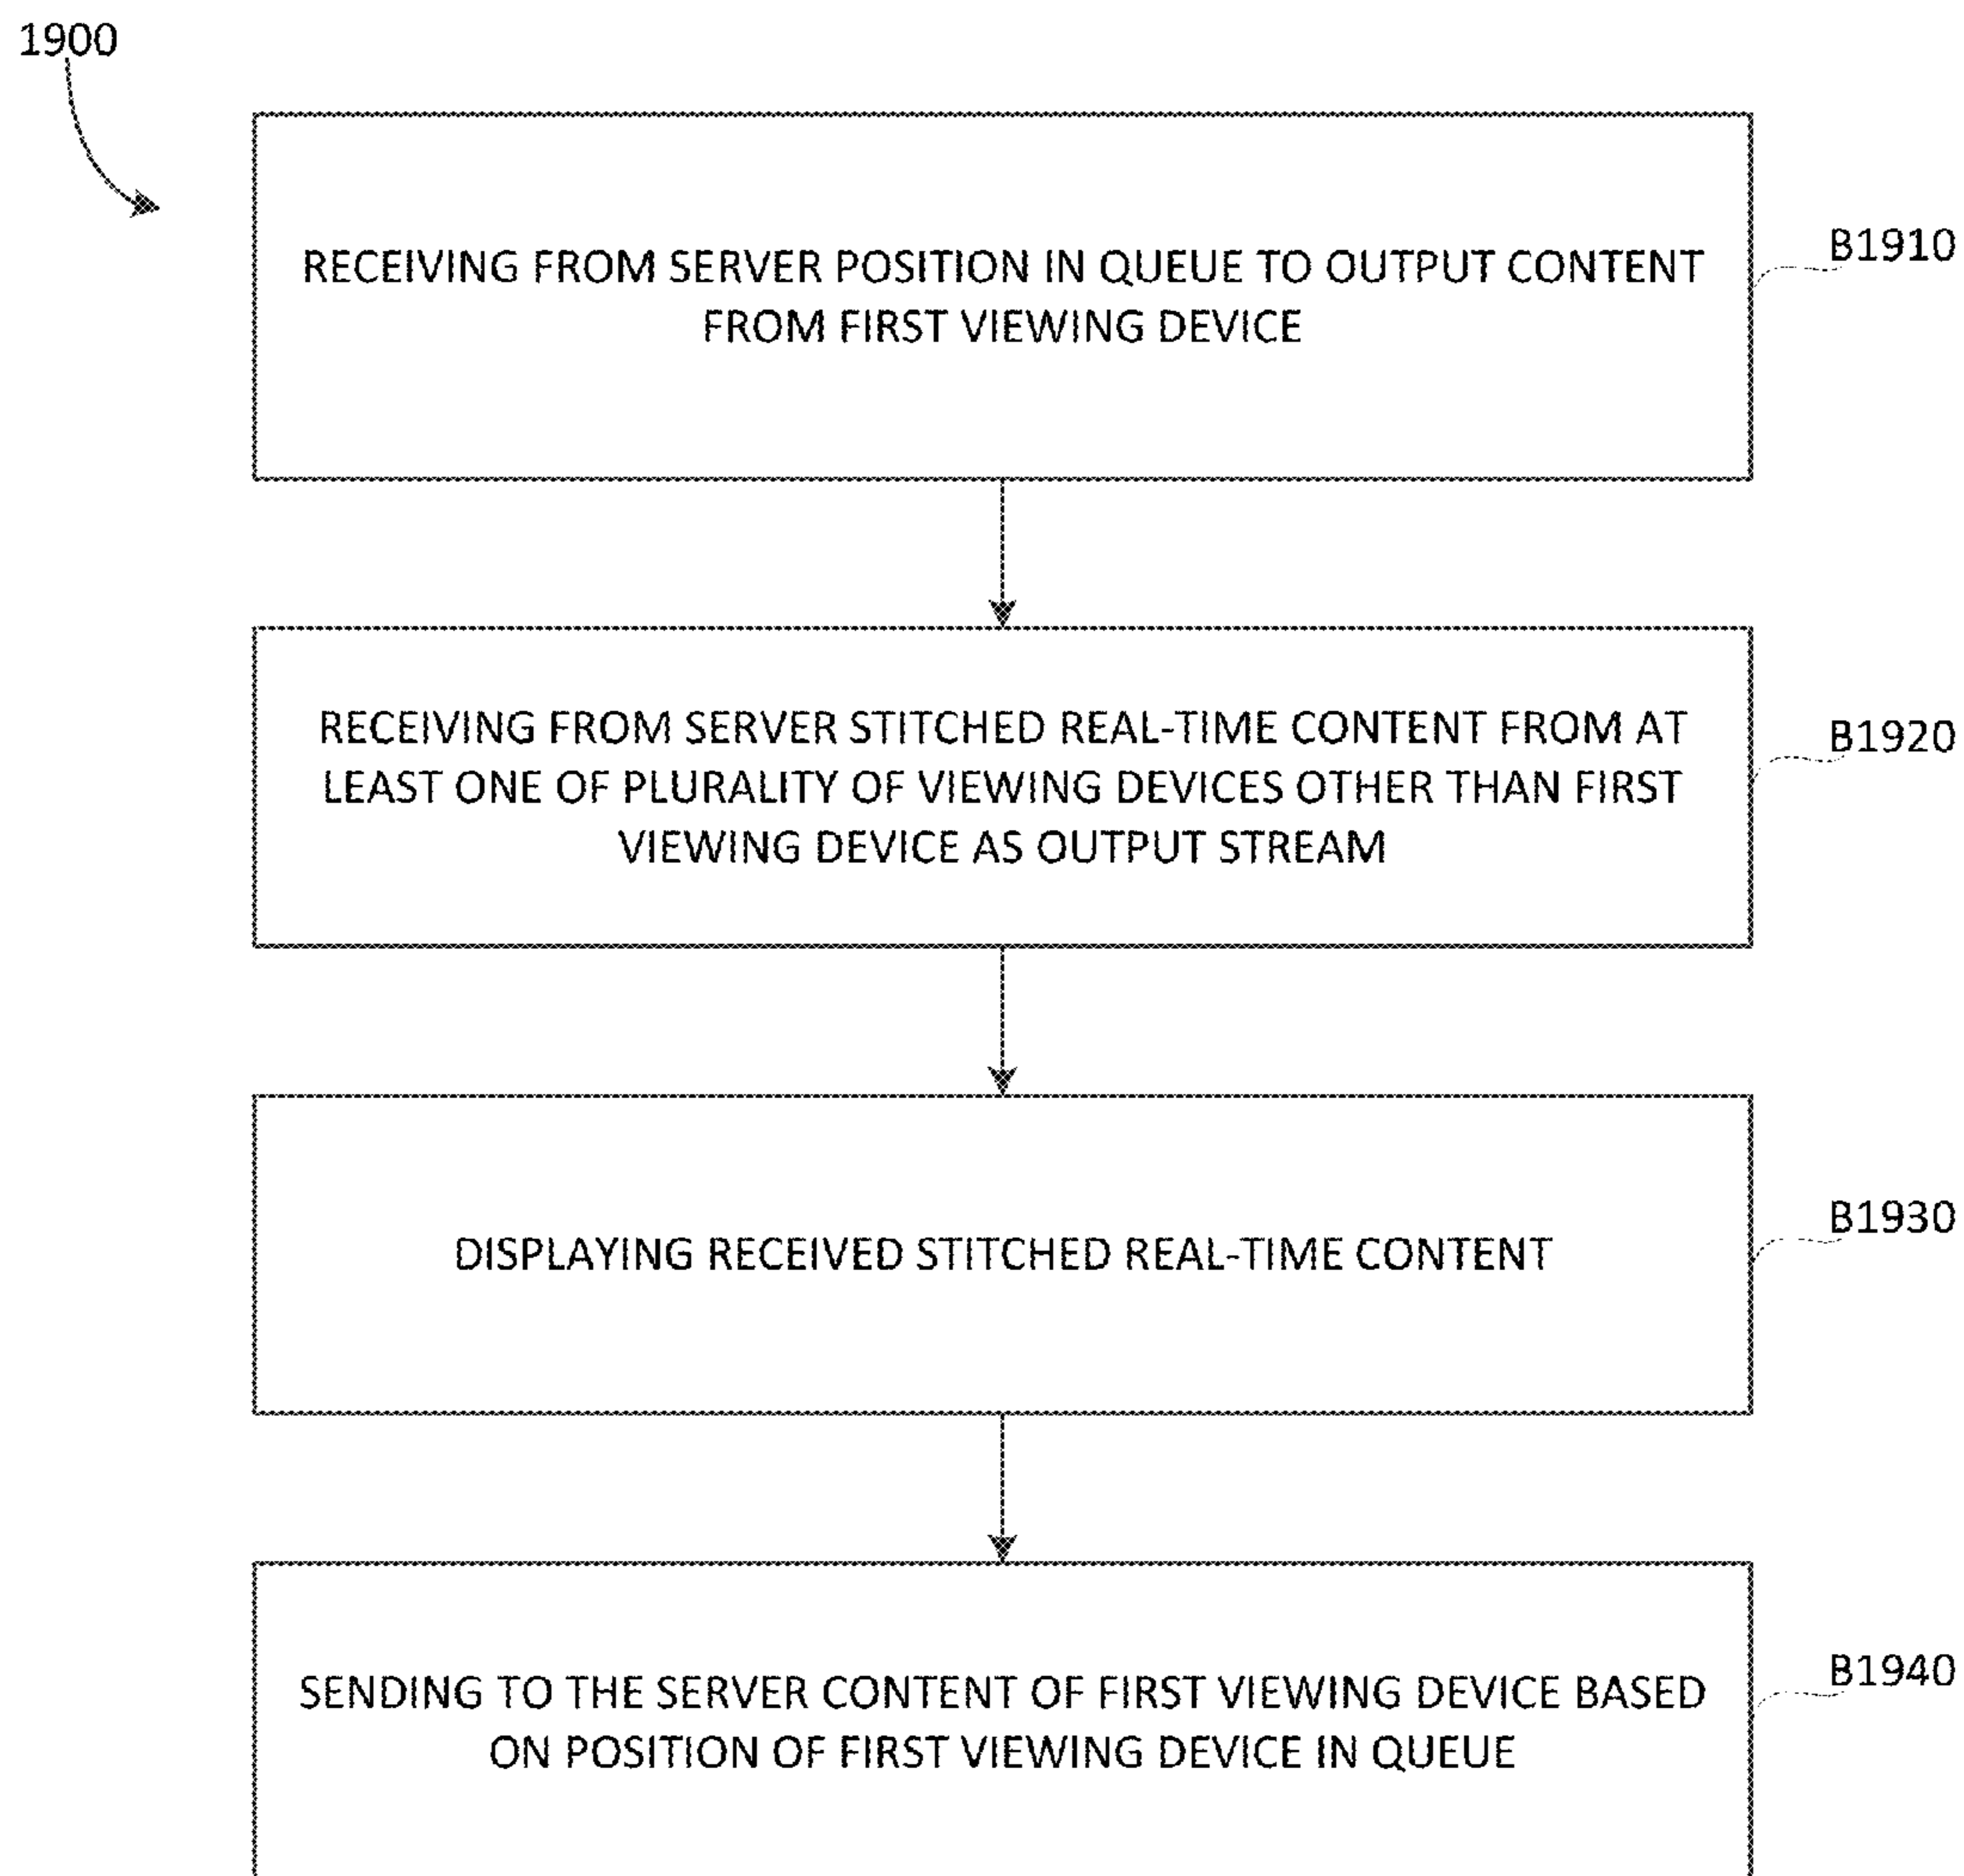 1900
RECEIVING FROM SERVER POSITION IN QUEUE TO OUTPUT CONTENT
FROM FIRST VIEWING DEVICE
B1910
RECEIVING FROM SERVER STITCHED REAL-TIME CONTENT FROM AT
LEAST ONE OF PLURALITY OF VIEWING DEVICES OTHER THAN FIRST
VIEWING DEVICE AS OUTPUT STREAM
B1920
DISPLAYING RECEIVED STITCHED REAL-TIME CONTENT
B1930
SENDING TO THE SERVER CONTENT OF FIRST VIEWING DEVICE BASED
ON POSITION OF FIRST VIEWING DEVICE IN QUEUE
B1940